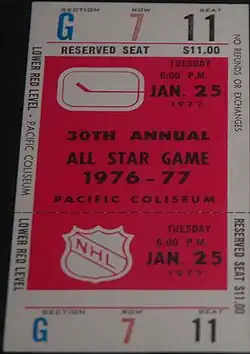 SECTION ROW SEAT
G 7 11
RESERVED SEAT $11.00
LOWER RED LEVEL - PACIFIC COLISEUM
NO REFUNDS OR EXCHANGES
TUESDAY
6:00 P.M.
JAN. 25
1977
30TH ANNUAL
ALL STAR GAME
1976-77
PACIFIC COLISEUM
LOWER RED LEVEL
NHL
TUESDAY
6:00 P.M.
JAN. 25
1977
RESERVED SEAT $11.00
SECTION ROW SEAT
G 7 11